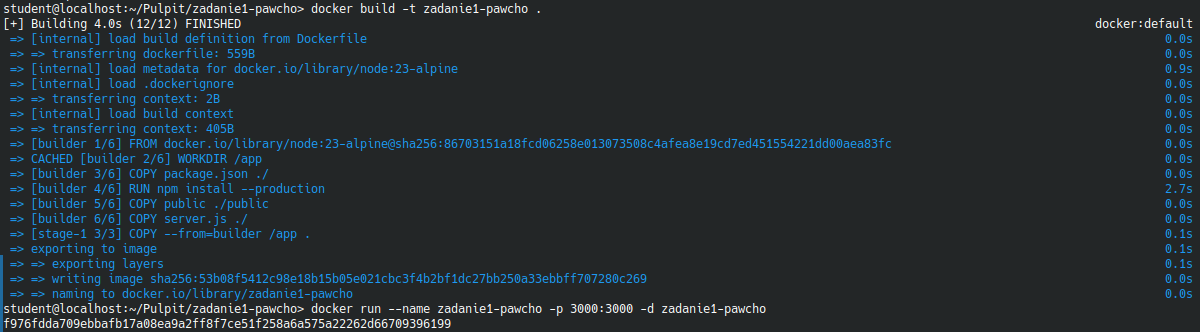 student@localhost:~/Pulpit/zadanie1-pawcho> docker build -t zadanie1-pawcho .
[+] Building 4.0s (12/12) FINISHED docker:default
=> [internal] load build definition from Dockerfile 0.0s
=> => transferring dockerfile: 559B 0.0s
=> [internal] load metadata for docker.io/library/node:23-alpine 0.9s
=> [internal] load .dockerignore 0.0s
=> => transferring context: 2B 0.0s
=> [internal] load build context 0.0s
=> => transferring context: 405B 0.0s
=> [builder 1/6] FROM docker.io/library/node:23-alpine@sha256:86703151a18fcd06258e013073508c4afea8e19cd7ed451554221dd00aea83fc 0.0s
=> CACHED [builder 2/6] WORKDIR /app 0.0s
=> [builder 3/6] COPY package.json ./ 0.0s
=> [builder 4/6] RUN npm install --production 2.7s
=> [builder 5/6] COPY public ./public 0.0s
=> [builder 6/6] COPY server.js ./ 0.0s
=> [stage-1 3/3] COPY --from=builder /app . 0.1s
=> exporting to image 0.1s
=> => exporting layers 0.1s
=> => writing image sha256:53b08f5412c98e18b15b05e021cbc3f4b2bf1dc27bb250a33ebbff707280c269 0.0s
=> => naming to docker.io/library/zadanie1-pawcho 0.0s
student@localhost:~/Pulpit/zadanie1-pawcho> docker run --name zadanie1-pawcho -p 3000:3000 -d zadanie1-pawcho
f976fdda709ebbafb17a08ea9a2ff8f7ce51f258a6a575a22262d66709396199